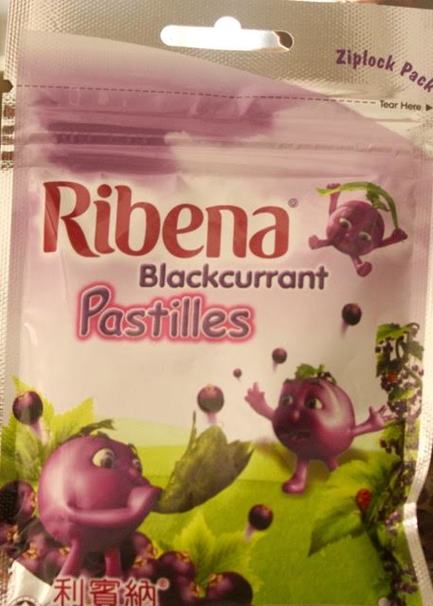 Ziplock Pack
Tear Here
Ribena®
Blackcurrant
Pastilles
利賓納®